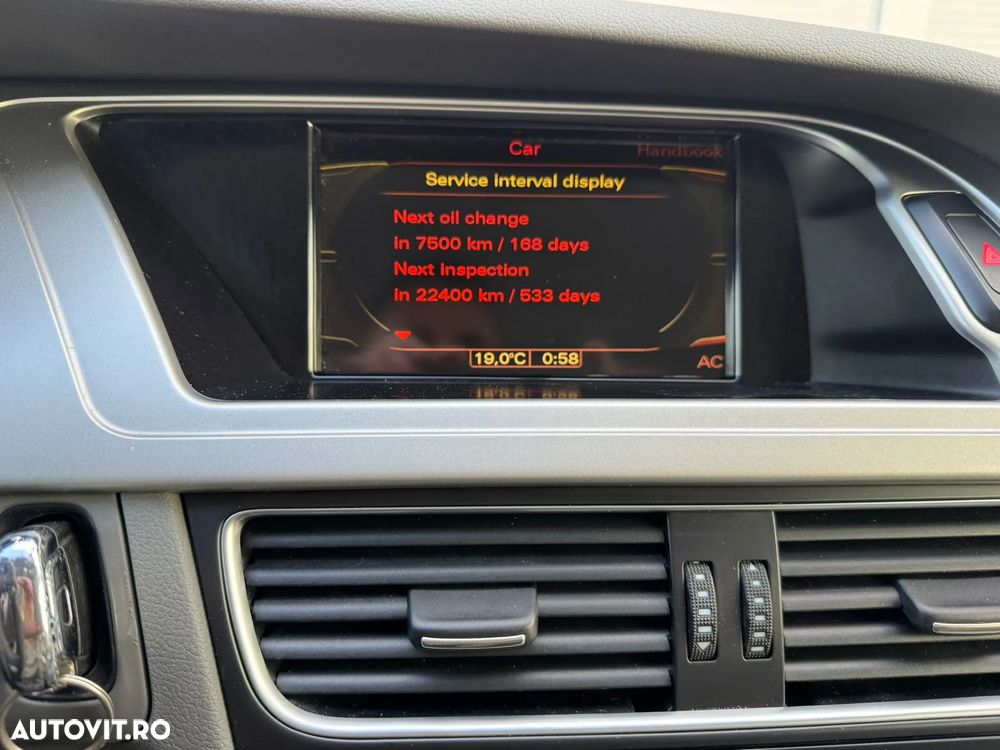 Car Handbook
Service interval display
Next oil change
in 7500 km / 168 days
Next inspection
in 22400 km / 533 days
19,0°C 0:58
AC
AUTOVIT.RO